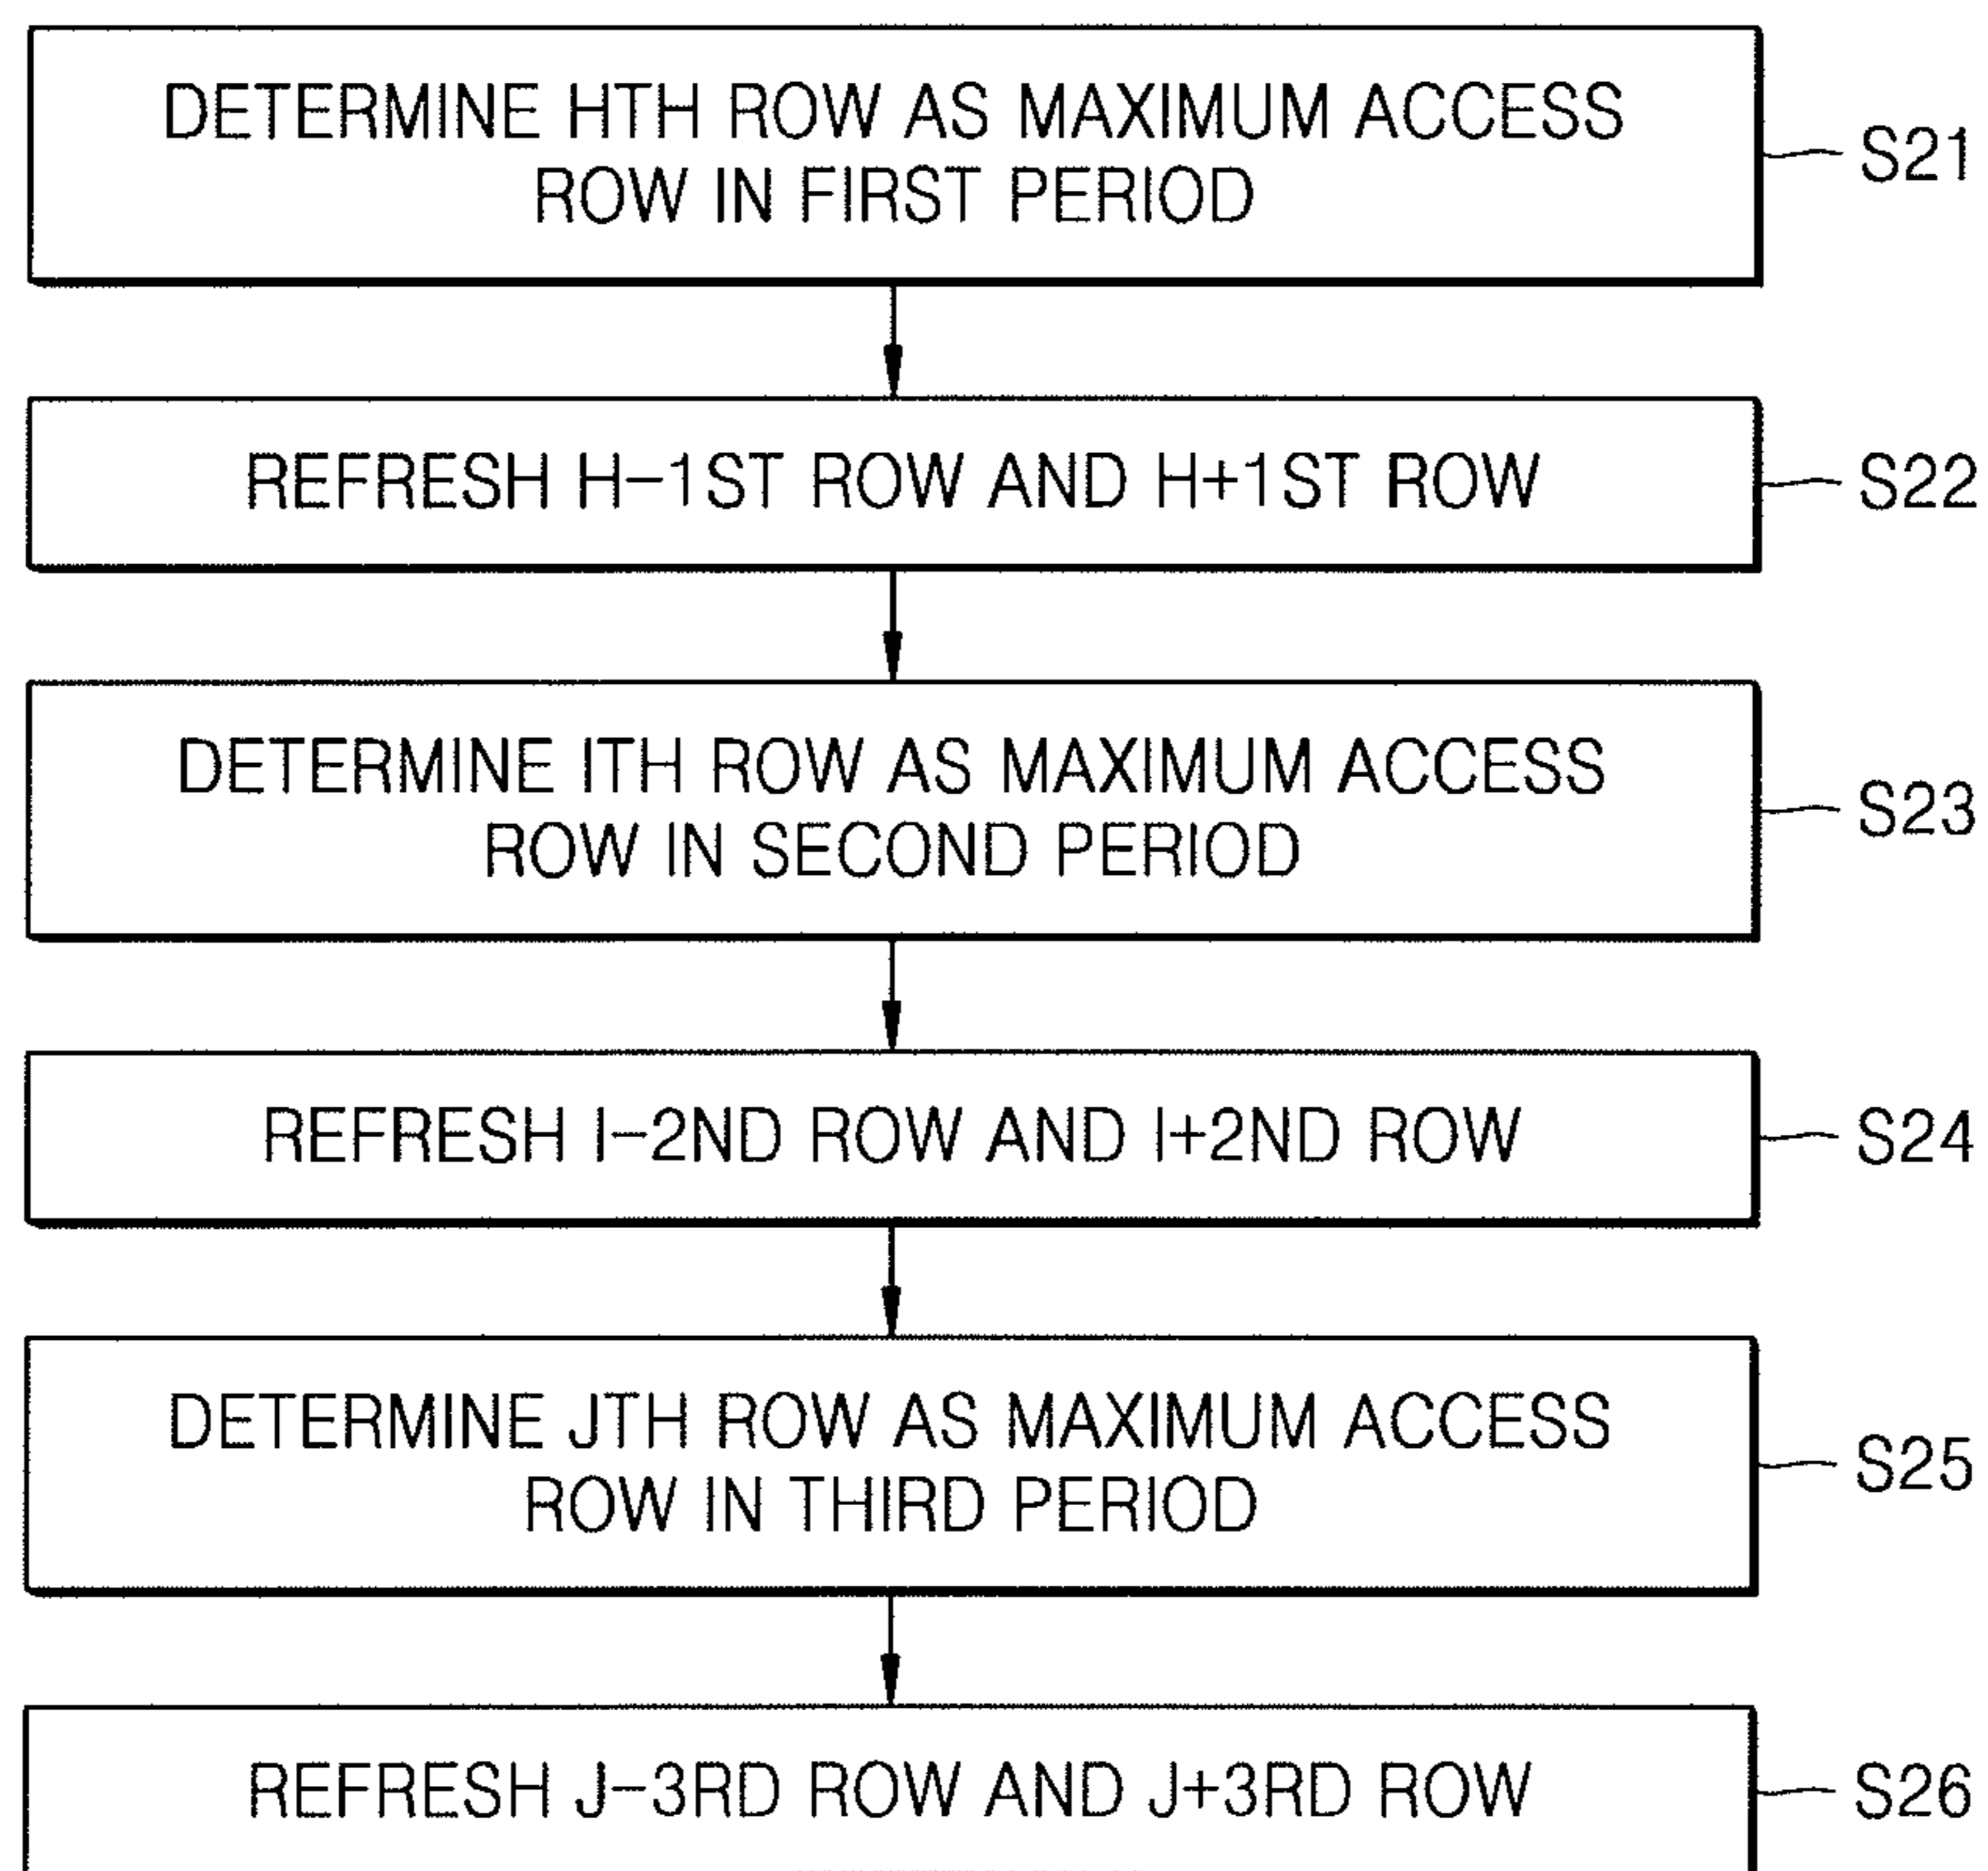 DETERMINE HTH ROW AS MAXIMUM ACCESS
ROW IN FIRST PERIOD
S21
REFRESH H-1ST ROW AND H+1ST ROW
S22
DETERMINE ITH ROW AS MAXIMUM ACCESS
ROW IN SECOND PERIOD
S23
REFRESH I-2ND ROW AND I+2ND ROW
S24
DETERMINE JTH ROW AS MAXIMUM ACCESS
ROW IN THIRD PERIOD
S25
REFRESH J-3RD ROW AND J+3RD ROW
S26